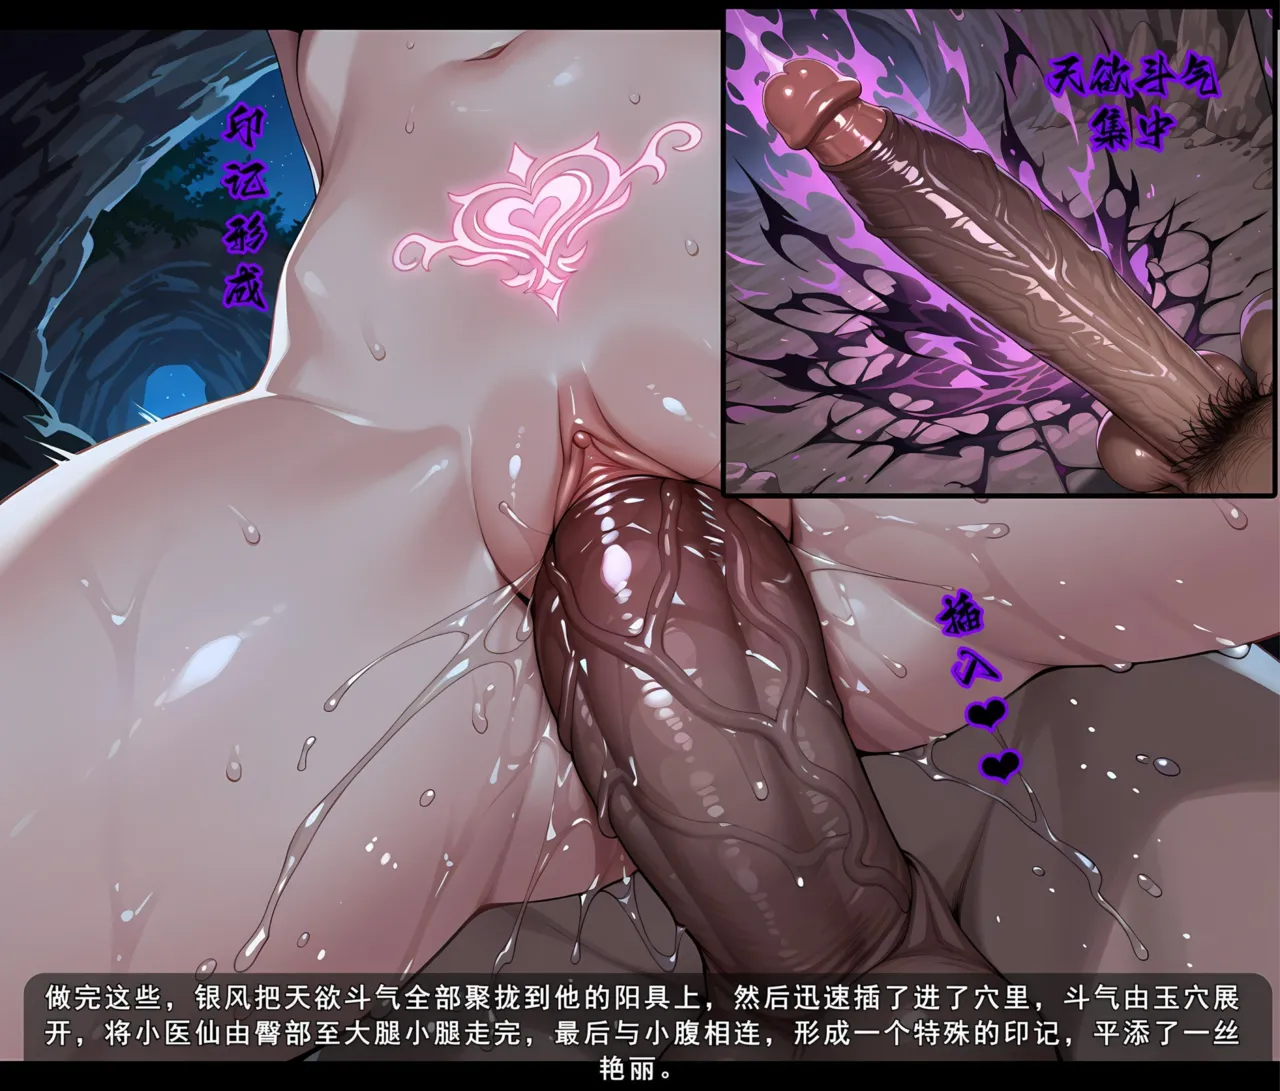 印记形成
天欲斗气
集中
插入❤❤
做完这些，银风把天欲斗气全部聚拢到他的阳具上，然后迅速插了进了穴里，斗气由玉穴展
开，将小医仙由臀部至大腿小腿走完，最后与小腹相连，形成一个特殊的印记，平添了一丝
艳丽。